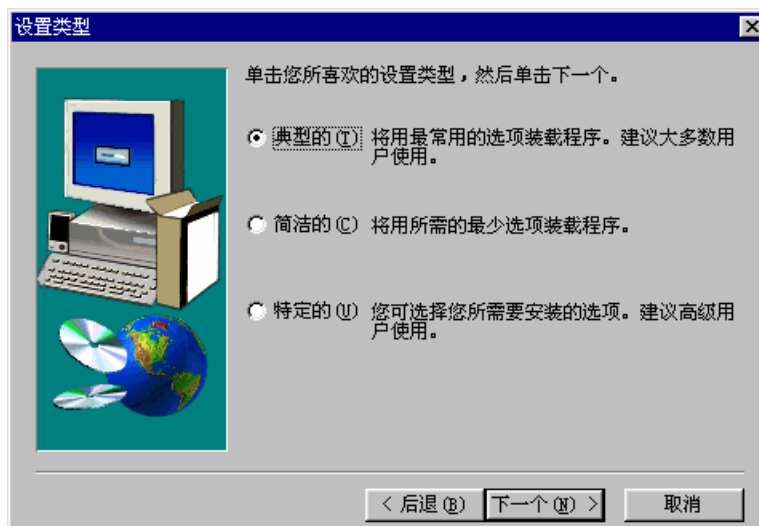 设置类型
单击您所喜欢的设置类型，然后单击下一个。
典型的(T) 将用最常用的选项装载程序。建议大多数用
户使用。
简洁的(C) 将用所需的最少选项装载程序。
特定的(U) 您可选择您所需要安装的选项。建议高级用
户使用。
< 后退(B) 下一个(N) > 取消